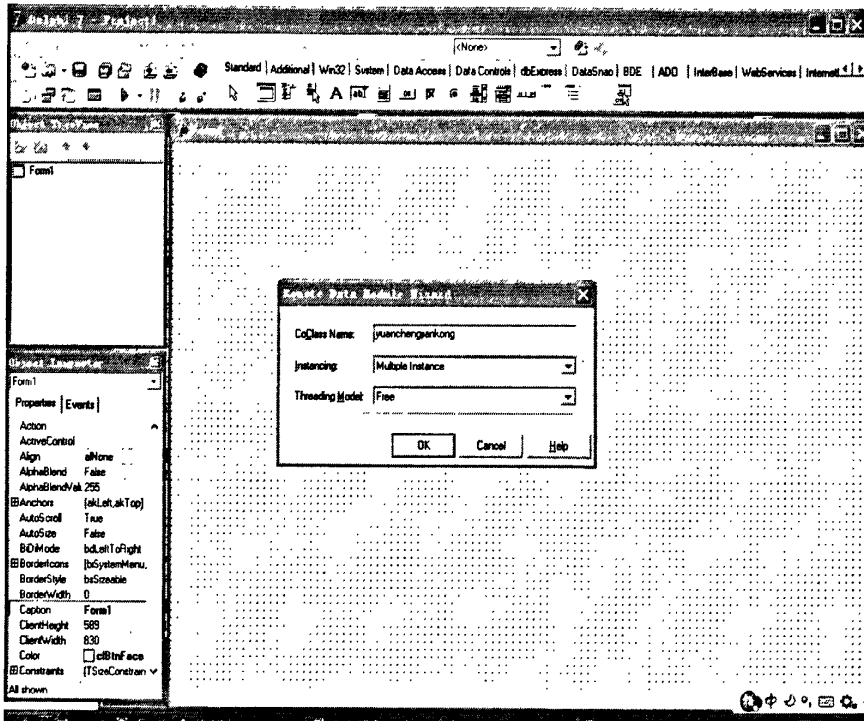 7 Delphi 7 - Project1
<None>
Standard | Additional | Win32 | System | Data Access | Data Controls | dbExpress | DataSnap | BDE | ADO | InterBase | WebServices | Internet
Form1
Remote Data Module Wizard
CoClass Name: yuanchengjiankong
Instancing: Multiple Instance
Threading Model: Free
OK Cancel Help
Form1
Properties Events
Action
ActiveControl
Align alNone
AlphaBlend False
AlphaBlendVal 255
Anchors [akLeft,akTop]
AutoScroll True
AutoSize False
BiDiMode bdLeftToRight
BorderIcons [biSystemMenu,
BorderStyle bsSizeable
BorderWidth 0
Caption Form1
ClientHeight 589
ClientWidth 830
Color clBtnFace
Constraints (TSizeConstrain
All shown
中